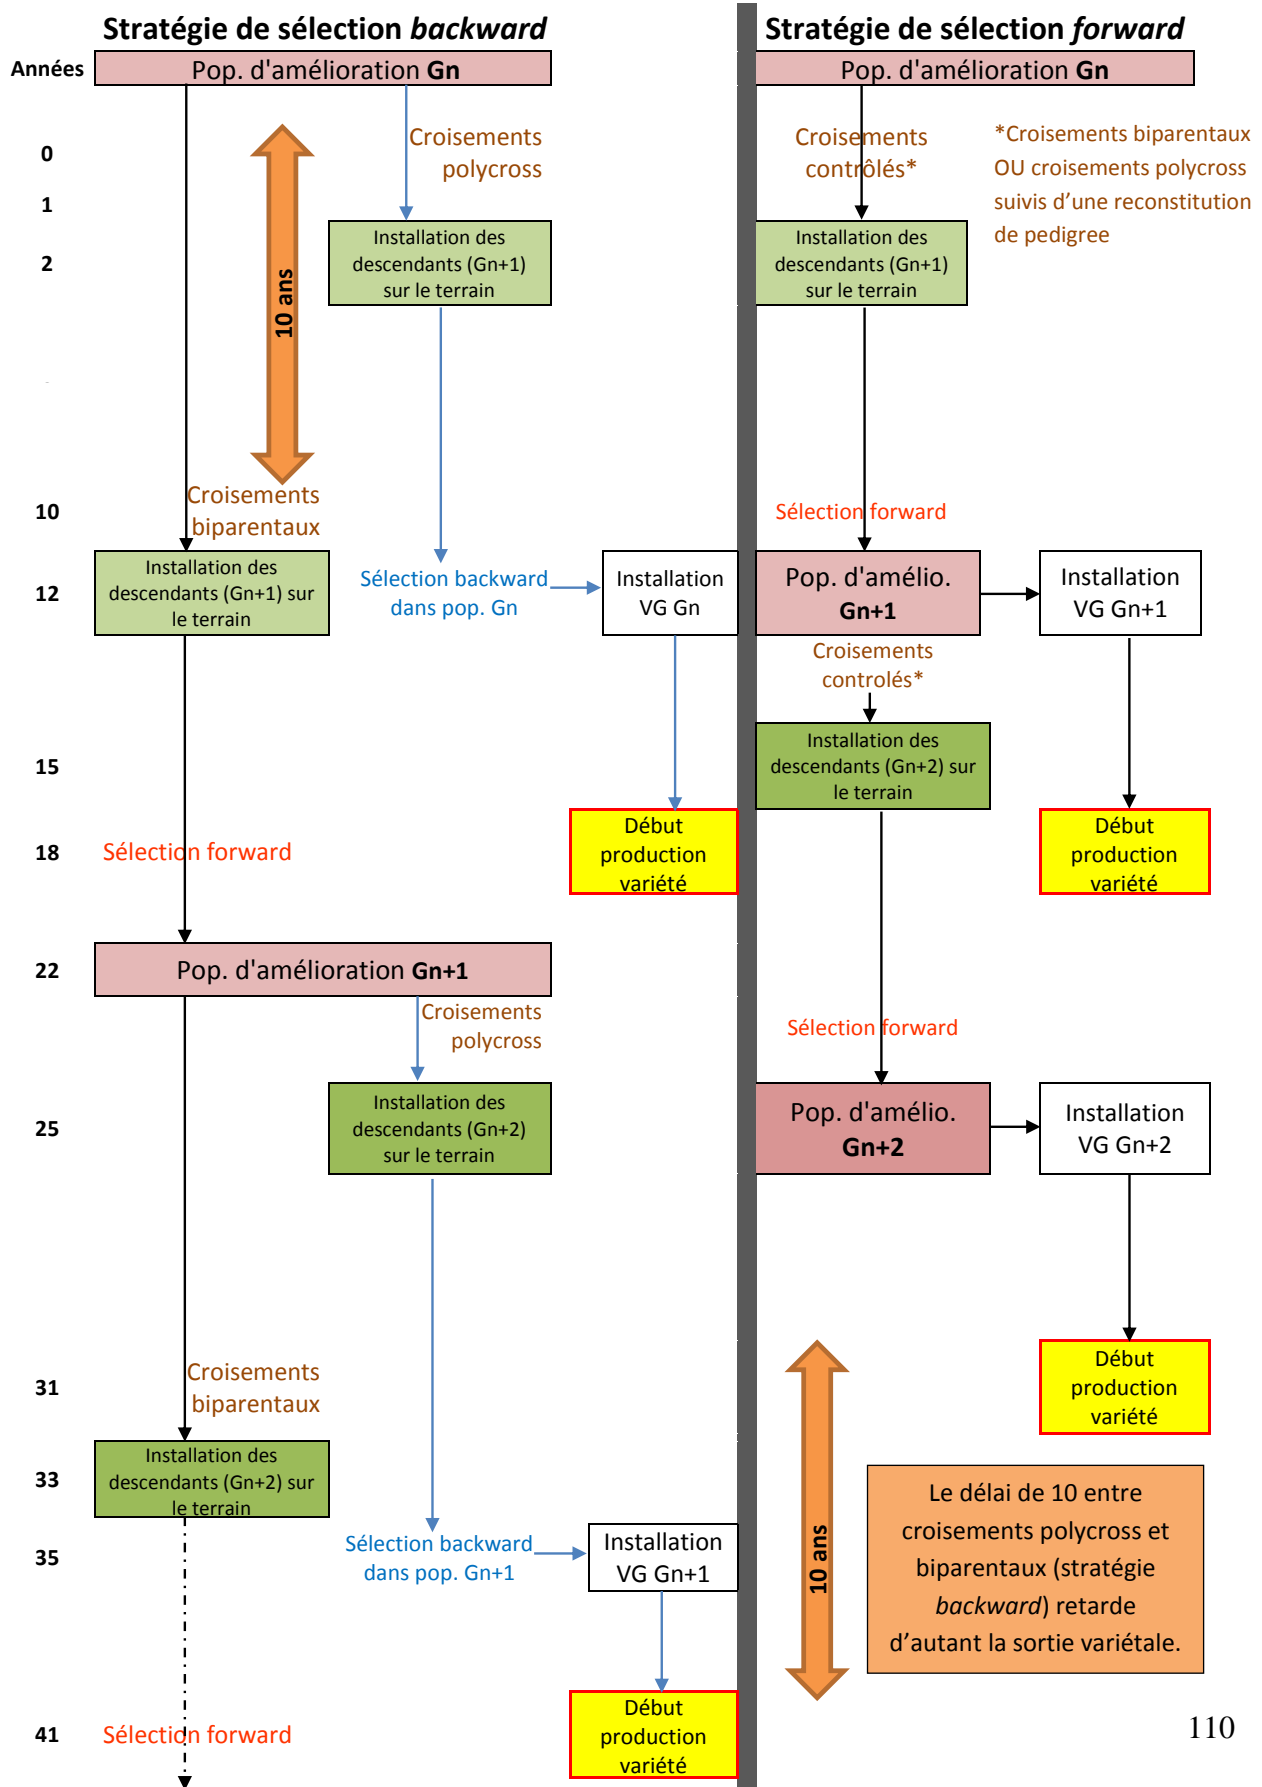 Stratégie de sélection backward
Stratégie de sélection forward
Années
Pop. d'amélioration Gn
Pop. d'amélioration Gn
0
Croisements
polycross
Croisements
contrôlés*
*Croisements biparentaux
OU croisements polycross
suivis d'une reconstitution
de pedigree
1
2
10 ans
Installation des
descendants (Gn+1)
sur le terrain
Installation des
descendants (Gn+1)
sur le terrain
10
Croisements
biparentaux
Sélection forward
12
Installation des
descendants (Gn+1) sur
le terrain
Sélection backward
dans pop. Gn
Installation
VG Gn
Pop. d'amélio.
Gn+1
Installation
VG Gn+1
Croisements
controlés*
15
Installation des
descendants (Gn+2) sur
le terrain
18
Sélection forward
Début
production
variété
Début
production
variété
22
Pop. d'amélioration Gn+1
Croisements
polycross
Sélection forward
25
Installation des
descendants (Gn+2)
sur le terrain
Pop. d'amélio.
Gn+2
Installation
VG Gn+2
31
Croisements
biparentaux
Début
production
variété
33
Installation des
descendants (Gn+2) sur
le terrain
10 ans
Le délai de 10 entre
croisements polycross et
biparentaux (stratégie
backward) retarde
d'autant la sortie variétale.
35
Sélection backward
dans pop. Gn+1
Installation
VG Gn+1
41
Sélection forward
Début
production
variété
110